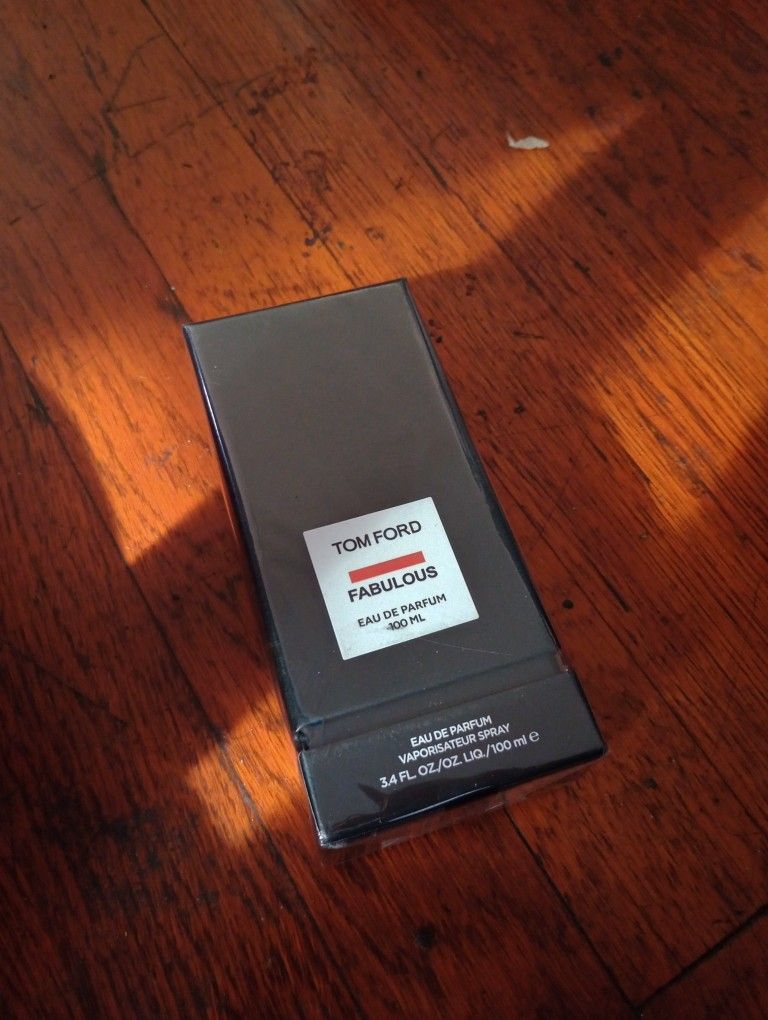 TOM FORD
FABULOUS
EAU DE PARFUM
100 ML
EAU DE PARFUM
VAPORISATEUR SPRAY
3.4 FL. OZ./OZ. LIQ./100 ml ℮